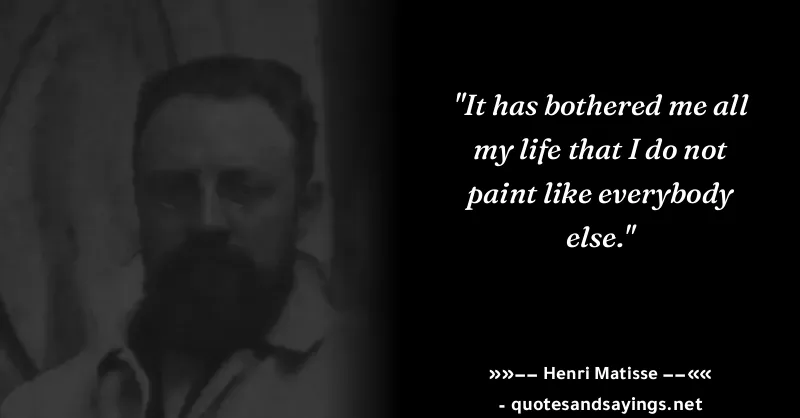 "It has bothered me all
my life that I do not
paint like everybody
else."
»»—— Henri Matisse ——««
- quotesandsayings.net